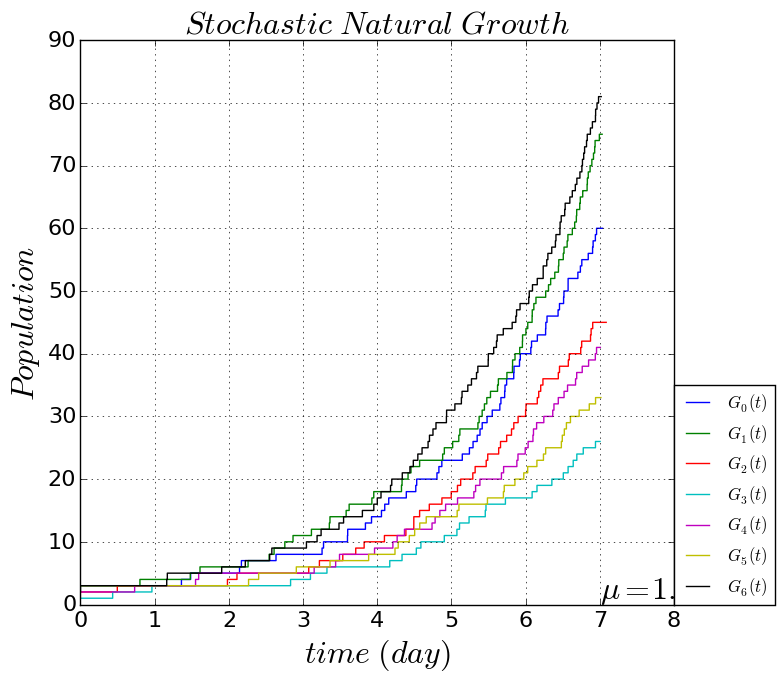 Stochastic Natural Growth
90
80
70
60
50
40
30
20
10
0
Population
0 1 2 3 4 5 6 7 8
time (day)
μ=1.
G0(t)
G1(t)
G2(t)
G3(t)
G4(t)
G5(t)
G6(t)